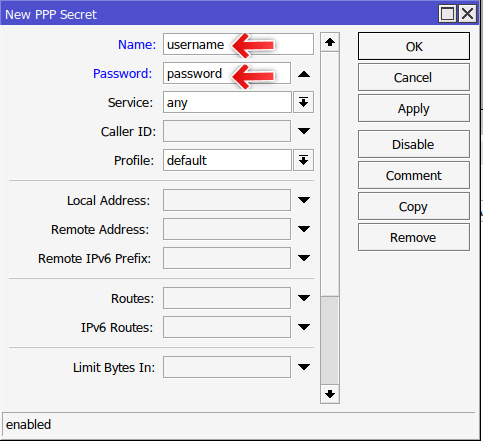 New PPP Secret
Name: username
Password: password
Service: any
Caller ID:
Profile: default
Local Address:
Remote Address:
Remote IPv6 Prefix:
Routes:
IPv6 Routes:
Limit Bytes In:
OK
Cancel
Apply
Disable
Comment
Copy
Remove
enabled